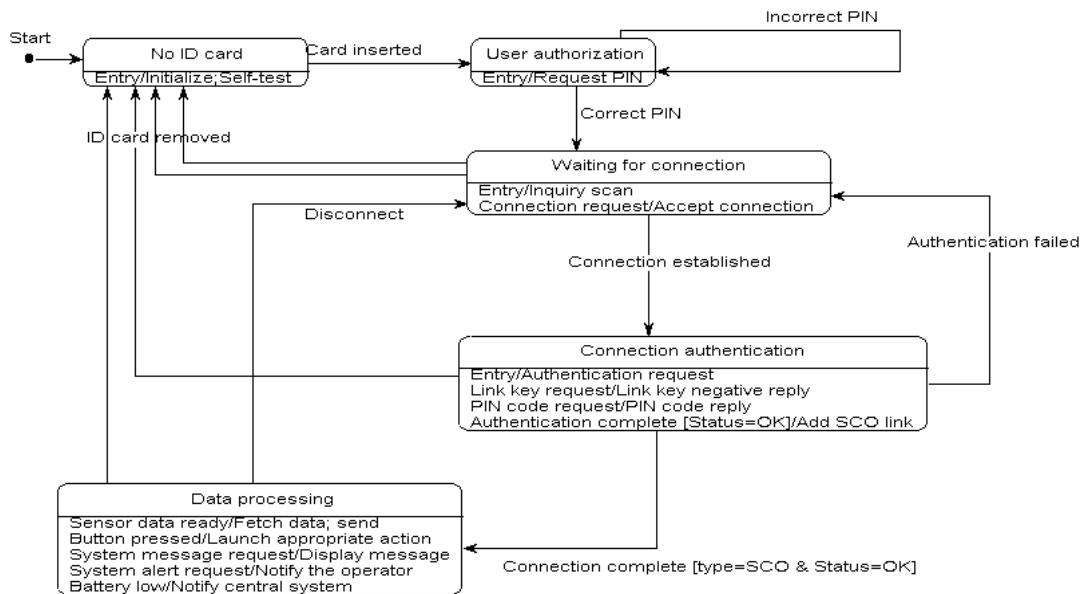 Incorrect PIN
Start
No ID card
Card inserted
User authorization
Entry/Initialize;Self-test
Entry/Request PIN
Correct PIN
ID card removed
Waiting for connection
Entry/Inquiry scan
Connection request/Accept connection
Disconnect
Authentication failed
Connection established
Connection authentication
Entry/Authentication request
Link key request/Link key negative reply
PIN code request/PIN code reply
Authentication complete [Status=OK]/Add SCO link
Data processing
Sensor data ready/Fetch data; send
Button pressed/Launch appropriate action
System message request/Display message
System alert request/Notify the operator
Battery low/Notify central system
Connection complete [type=SCO & Status=OK]